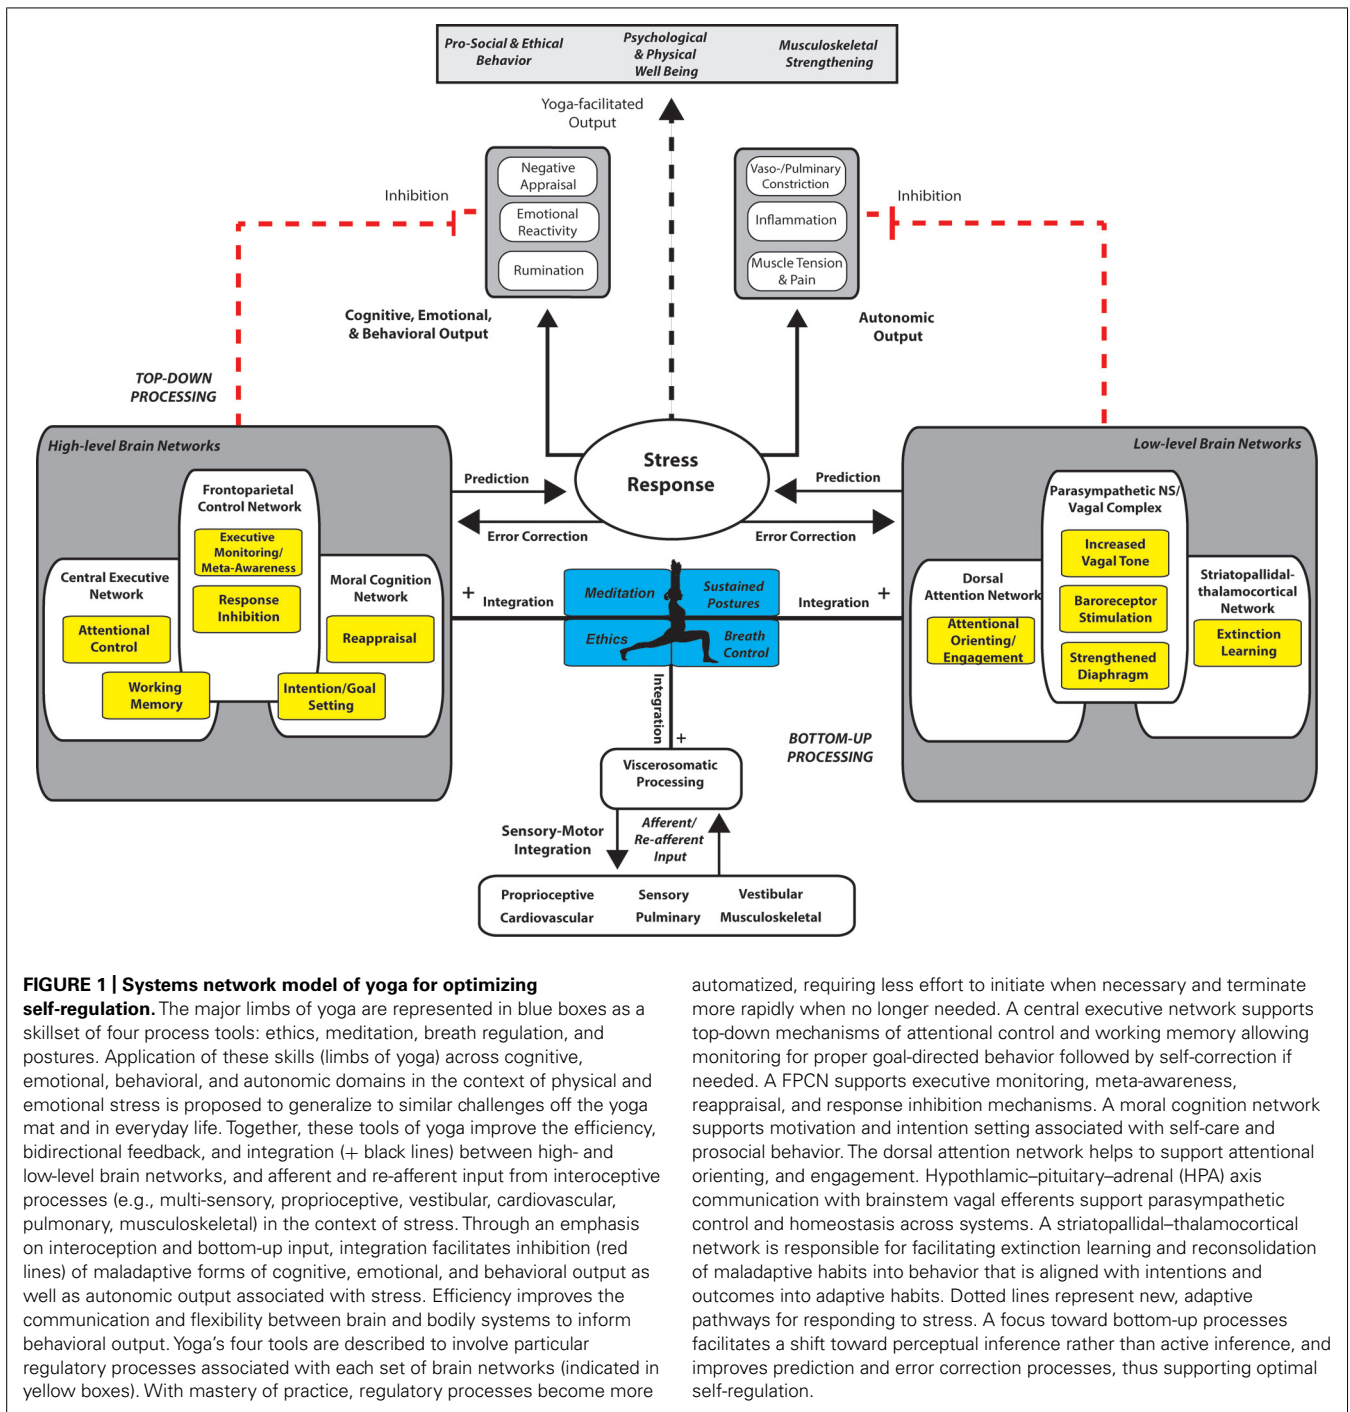 Pro-Social & Ethical
Behavior
Psychological
& Physical
Well Being
Musculoskeletal
Strengthening
Yoga-facilitated
Output
Negative
Appraisal
Emotional
Reactivity
Rumination
Vaso-/Pulminary
Constriction
Inflammation
Muscle Tension
& Pain
Inhibition
Inhibition
Cognitive, Emotional,
& Behavioral Output
Autonomic
Output
TOP-DOWN
PROCESSING
High-level Brain Networks
Low-level Brain Networks
Stress
Response
Prediction
Prediction
Error Correction
Error Correction
Frontoparietal
Control Network
Executive
Monitoring/
Meta-Awareness
Response
Inhibition
Central Executive
Network
Attentional
Control
Working
Memory
Moral Cognition
Network
Reappraisal
Intention/Goal
Setting
+
Integration
Meditation
Sustained
Postures
Ethics
Breath
Control
Integration
+
Parasympathetic NS/
Vagal Complex
Increased
Vagal Tone
Baroreceptor
Stimulation
Strengthened
Diaphragm
Dorsal
Attention Network
Attentional
Orienting/
Engagement
Striatopallidal-
thalamocortical
Network
Extinction
Learning
Integration
+
BOTTOM-UP
PROCESSING
Viscerosomatic
Processing
Sensory-Motor
Integration
Afferent/
Re-afferent
Input
Proprioceptive Sensory Vestibular
Cardiovascular Pulminary Musculoskeletal
FIGURE 1 | Systems network model of yoga for optimizing
self-regulation. The major limbs of yoga are represented in blue boxes as a
skillset of four process tools: ethics, meditation, breath regulation, and
postures. Application of these skills (limbs of yoga) across cognitive,
emotional, behavioral, and autonomic domains in the context of physical and
emotional stress is proposed to generalize to similar challenges off the yoga
mat and in everyday life. Together, these tools of yoga improve the efficiency,
bidirectional feedback, and integration (+ black lines) between high- and
low-level brain networks, and afferent and re-afferent input from interoceptive
processes (e.g., multi-sensory, proprioceptive, vestibular, cardiovascular,
pulmonary, musculoskeletal) in the context of stress. Through an emphasis
on interoception and bottom-up input, integration facilitates inhibition (red
lines) of maladaptive forms of cognitive, emotional, and behavioral output as
well as autonomic output associated with stress. Efficiency improves the
communication and flexibility between brain and bodily systems to inform
behavioral output. Yoga's four tools are described to involve particular
regulatory processes associated with each set of brain networks (indicated in
yellow boxes). With mastery of practice, regulatory processes become more
automatized, requiring less effort to initiate when necessary and terminate
more rapidly when no longer needed. A central executive network supports
top-down mechanisms of attentional control and working memory allowing
monitoring for proper goal-directed behavior followed by self-correction if
needed. A FPCN supports executive monitoring, meta-awareness,
reappraisal, and response inhibition mechanisms. A moral cognition network
supports motivation and intention setting associated with self-care and
prosocial behavior. The dorsal attention network helps to support attentional
orienting, and engagement. Hypothlamic–pituitary–adrenal (HPA) axis
communication with brainstem vagal efferents support parasympathetic
control and homeostasis across systems. A striatopallidal–thalamocortical
network is responsible for facilitating extinction learning and reconsolidation
of maladaptive habits into behavior that is aligned with intentions and
outcomes into adaptive habits. Dotted lines represent new, adaptive
pathways for responding to stress. A focus toward bottom-up processes
facilitates a shift toward perceptual inference rather than active inference, and
improves prediction and error correction processes, thus supporting optimal
self-regulation.